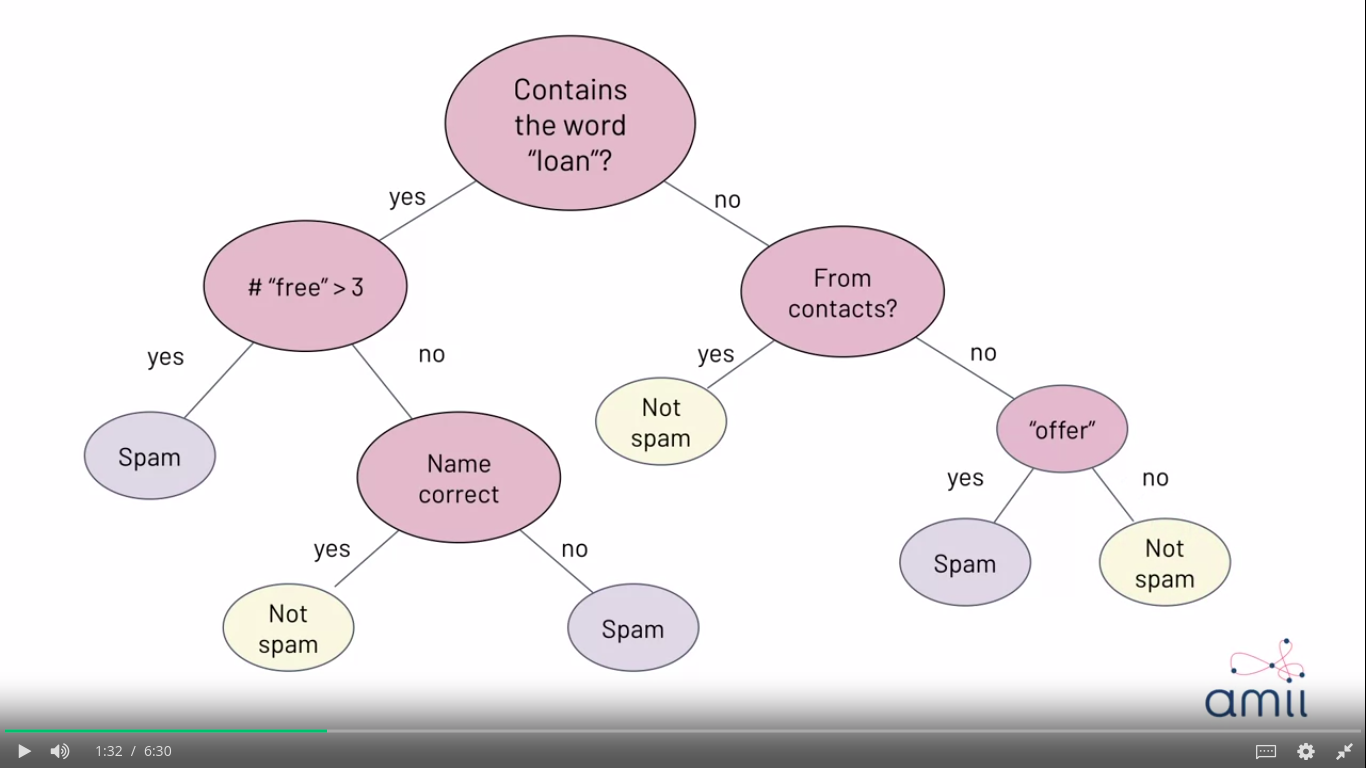 Contains
the word
“loan”?
yes
no
# “free” > 3
From
contacts?
yes
no
yes
no
Spam
Name
correct
Not
spam
“offer”
yes
no
yes
no
Not
spam
Spam
Spam
Not
spam
amii
1:32 / 6:30